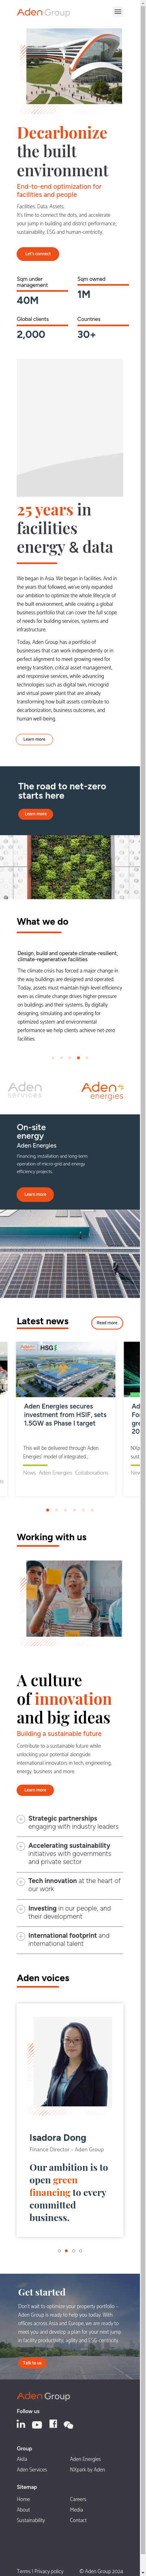 Aden Group
Decarbonize
the built
environment
End-to-end optimization for
facilities and people
Facilities. Data. Assets.
It's time to connect the dots, and accelerate
your jump in building and district performance,
sustainability, ESG and human-centricity.
Let's connect
Sqm under
management
40M
Sqm owned
1M
Global clients
2,000
Countries
30+
25 years in
facilities
energy & data
We began in Asia. We began in facilities. And in
the years that followed, we've only expanded
our vision to optimize the whole life-cycle of
the built environment, while creating a global
services portfolio that can cover the full scope
of needs for buildings, service, systems, and
infrastructure.
Today, Aden Group has a portfolio of
businesses that can work independently or in
perfect alignment to meet growing need for
energy transition, critical asset management,
and responsive services, while advancing
technologies such as digital twin, microgrid
and virtual power plant that are already
transforming how built assets contribute to
decarbonization, business outcomes, and
human well-being.
Learn more
The road to net-zero
starts here
Learn more
What we do
Design, build and operate climate-resilient,
climate-regenerative facilities
The climate crisis has forced a sea change in
the way buildings are designed and operated.
Today, assets must maintain high-level efficiency
even as climate change drives higher pressures
on buildings and their systems. By digitally
designing, simulating, and operating for
optimized system and environmental
performance we help clients achieve net-zero
facilities.
Aden
services
Aden
energies
On-site
energy
Aden Energies
Financing, installation and long-term
operation of micro-grid and energy
efficiency projects.
Learn more
Latest news
Read more
Aden HSG
Aden Energies secures
investment from HSIF, sets
1.5GW as Phase I target
This will be delivered through Aden
Energies' model of integrated..
News Aden Energies Collaborations
Working with us
A culture
of innovation
and big ideas
Building a sustainable future
Contribute to a sustainable future while
unlocking your potential alongside
international innovators in tech, engineering,
energy, business and more.
Learn more
Strategic partnerships
engaging with industry leaders
Accelerating sustainability
initiatives with governments
and private sector
Tech innovation at the heart of
our work
Investing in our people, and
their development
International footprint and
international talent
Aden voices
Isadora Dong
Finance Director – Aden Group
Our ambition is to
open green
financing to every
committed
business.
Get started
Don't wait to optimize your property portfolio –
Aden Group is ready to help you today. With
offices across Asia and Europe, we are ready to
meet you and develop a plan for your next jump
in facility productivity, agility and ESG centricity.
Talk to us
Aden Group
Follow us
Group
Akila
Aden Energies
Aden Services
NXpark by Aden
Sitemap
Home
Careers
About
Media
Sustainability
Contact
Terms | Privacy policy
© Aden Group 2024